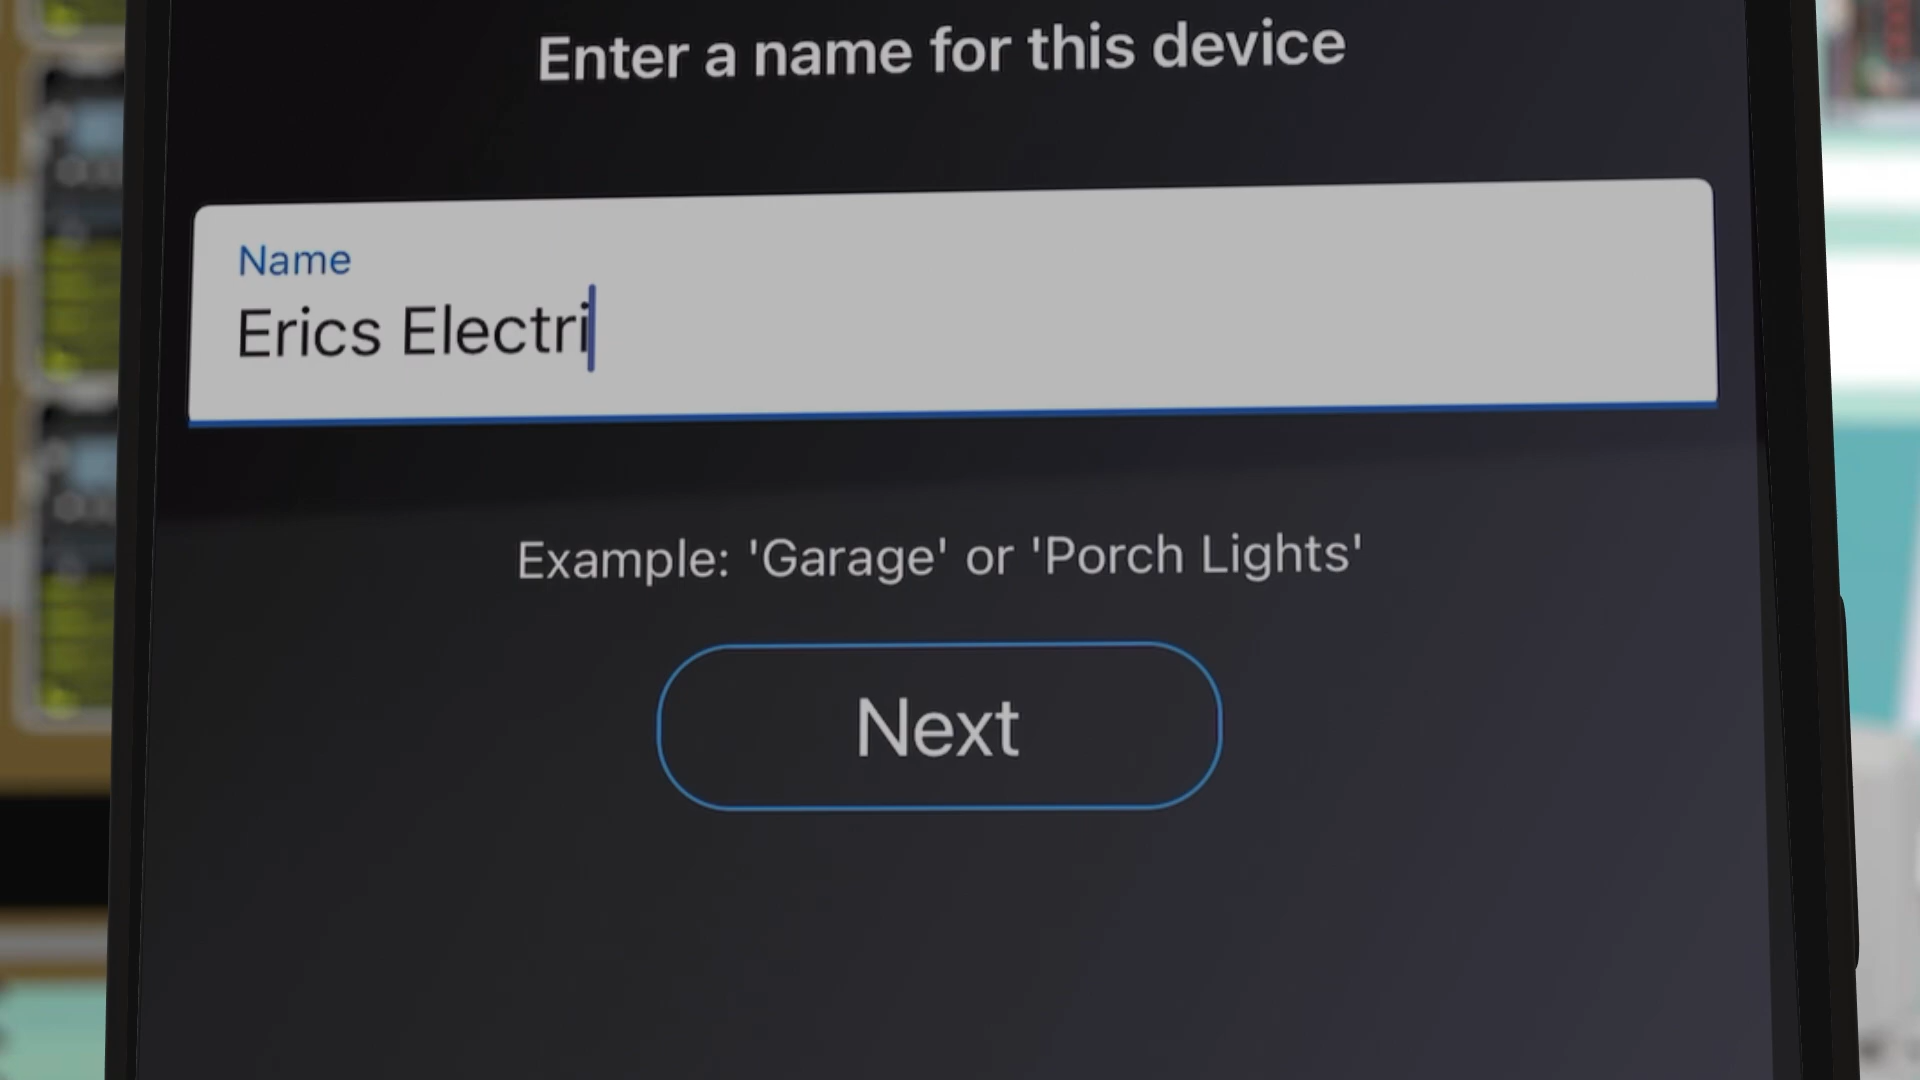 Enter a name for this device
Name
Erics Electri
Example: 'Garage' or 'Porch Lights'
Next